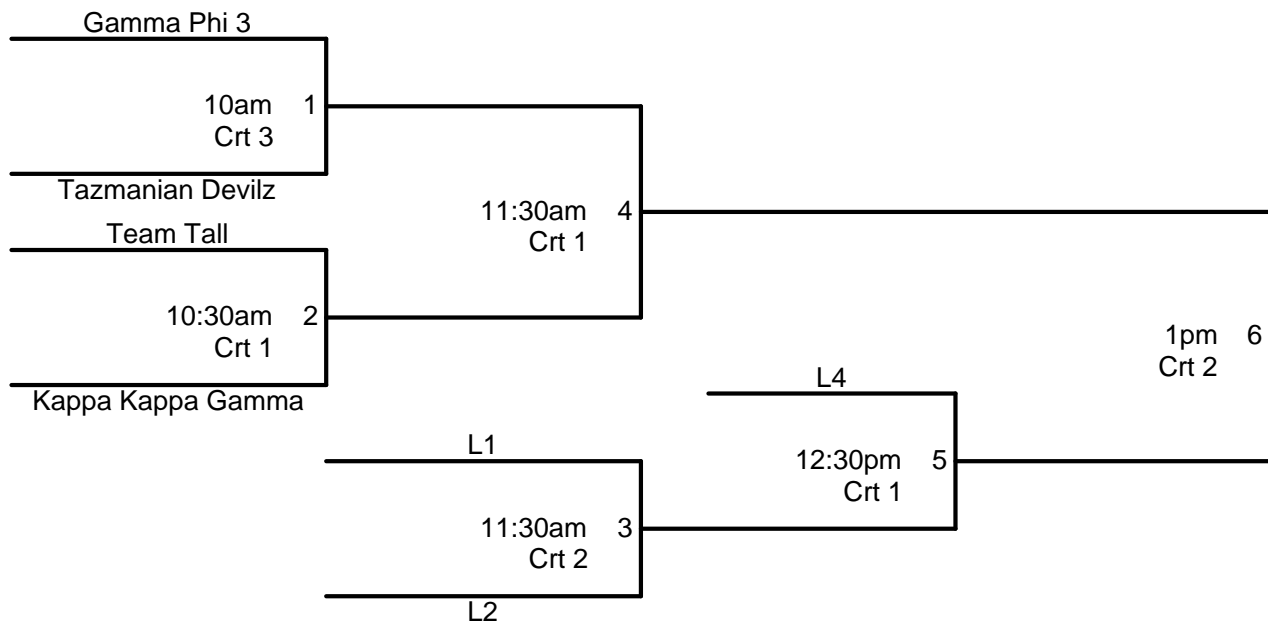 Gamma Phi 3
10am 1
Crt 3
Tazmanian Devilz
Team Tall
10:30am 2
Crt 1
Kappa Kappa Gamma
11:30am 4
Crt 1
L1
11:30am 3
Crt 2
L2
L4
12:30pm 5
Crt 1
1pm 6
Crt 2